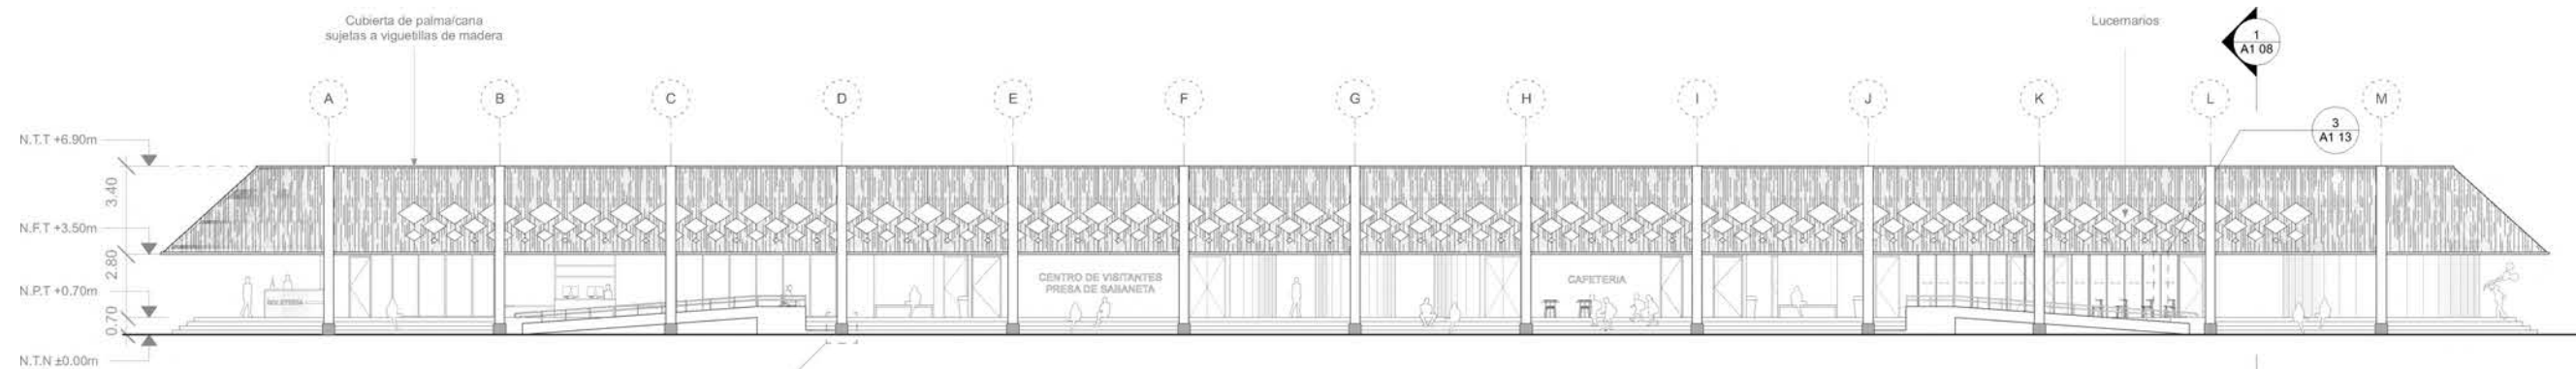 Cubierta de palma/cana
sujetas a viguetillas de madera
Lucernarios
1
A1 08
A
B
C
D
E
F
G
H
I
J
K
L
M
3
A1 13
N.T.T +6.90m
3.40
N.F.T +3.50m
2.80
N.P.T +0.70m
0.70
N.T.N ±0.00m
BOLETERIA
CENTRO DE VISITANTES
PRESA DE SABANETA
CAFETERIA